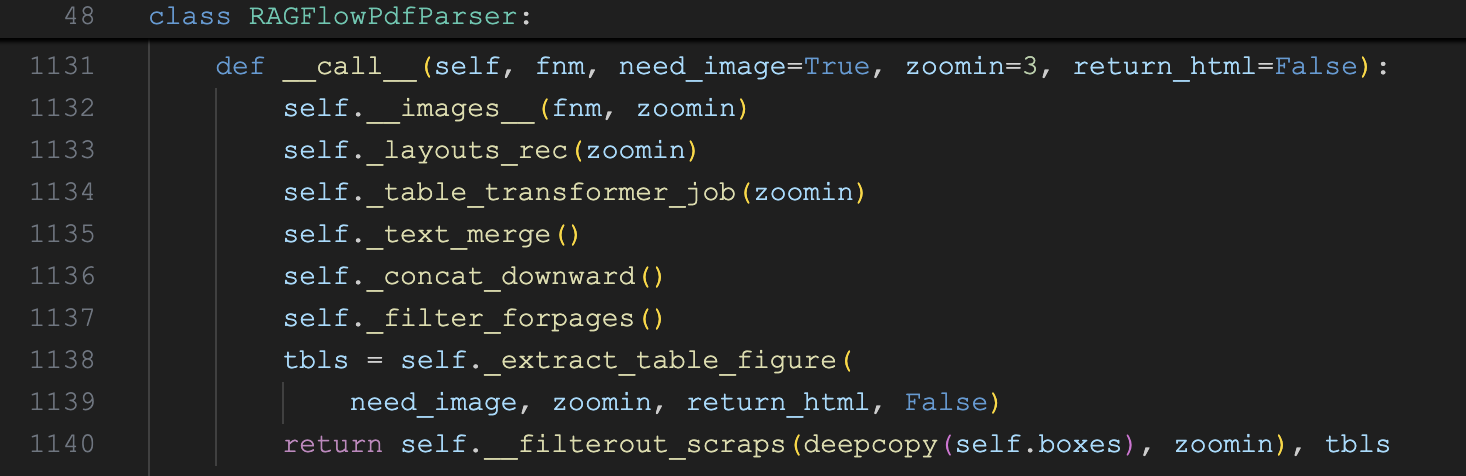 48 class RAGFlowPdfParser:
1131 def __call__(self, fnm, need_image=True, zoomin=3, return_html=False):
1132 self.__images__(fnm, zoomin)
1133 self._layouts_rec(zoomin)
1134 self._table_transformer_job(zoomin)
1135 self._text_merge()
1136 self._concat_downward()
1137 self._filter_forpages()
1138 tbls = self._extract_table_figure(
1139 need_image, zoomin, return_html, False)
1140 return self.__filterout_scraps(deepcopy(self.boxes), zoomin), tbls